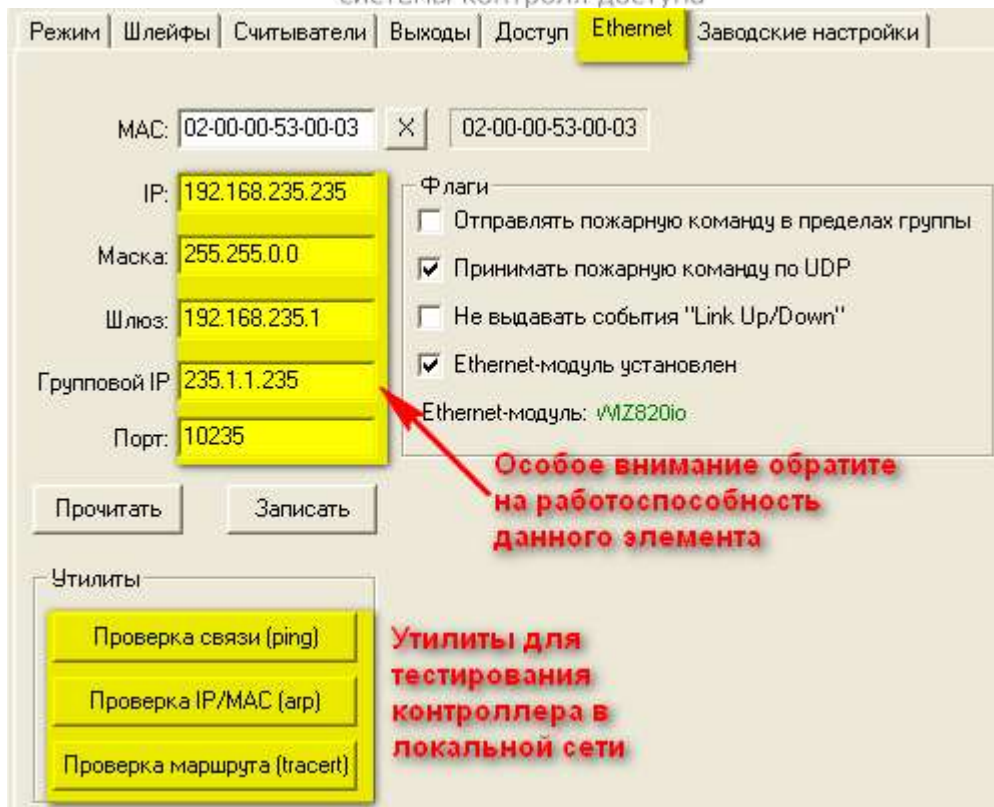 системы контроля доступа
Режим Шлейфы Считыватели Выходы Доступ Ethernet Заводские настройки
MAC: 02-00-00-53-00-03 X 02-00-00-53-00-03
IP: 192.168.235.235
Маска: 255.255.0.0
Шлюз: 192.168.235.1
Групповой IP 235.1.1.235
Порт: 10235
Флаги
Отправлять пожарную команду в пределах группы
Принимать пожарную команду по UDP
Не выдавать события "Link Up/Down"
Ethernet-модуль установлен
Ethernet-модуль: WIZ820io
Особое внимание обратите
на работоспособность
данного элемента
Прочитать Записать
Утилиты
Проверка связи (ping)
Проверка IP/MAC (arp)
Проверка маршрута (tracert)
Утилиты для
тестирования
контроллера в
локальной сети